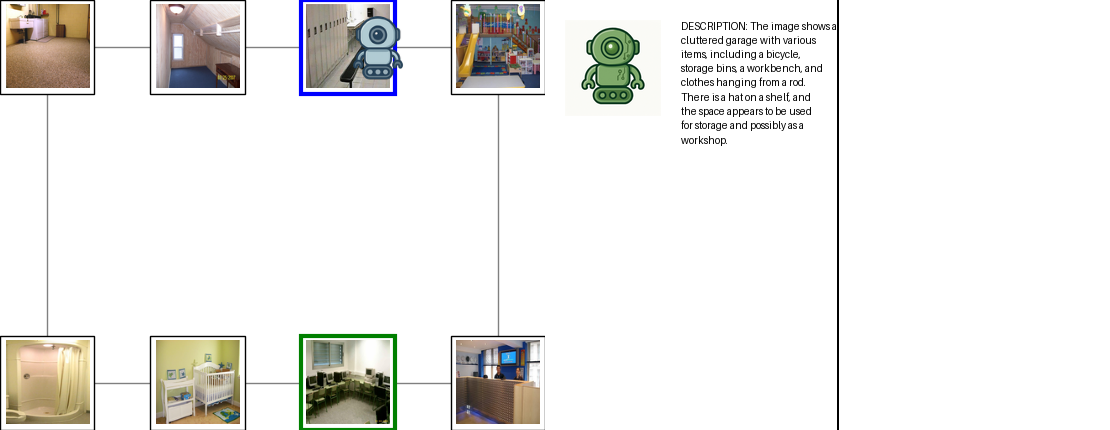 DESCRIPTION: The image shows a
cluttered garage with various
items, including a bicycle,
storage bins, a workbench, and
clothes hanging from a rod.
There is a hat on a shelf, and
the space appears to be used
for storage and possibly as a
workshop.